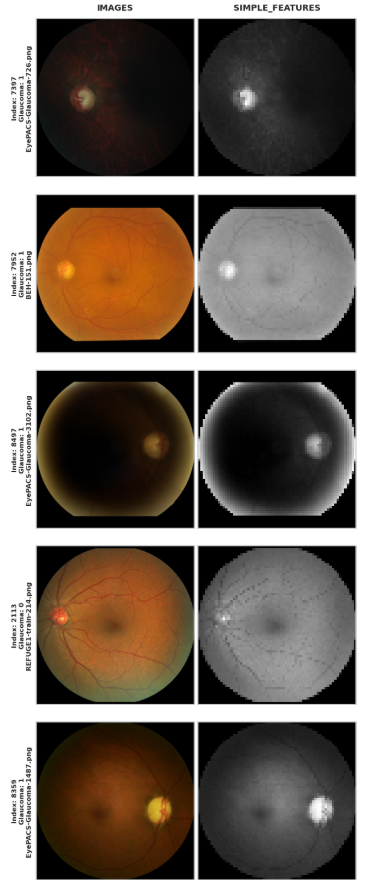 IMAGES
SIMPLE_FEATURES
Index: 7397
Glaucoma: 1
EyePACS-Glaucoma-726.png
Index: 7952
Glaucoma: 1
BEH-151.png
Index: 8497
Glaucoma: 1
EyePACS-Glaucoma-3102.png
Index: 2113
Glaucoma: 0
REFUGE1-train-214.png
Index: 8359
Glaucoma: 1
EyePACS-Glaucoma-1487.png